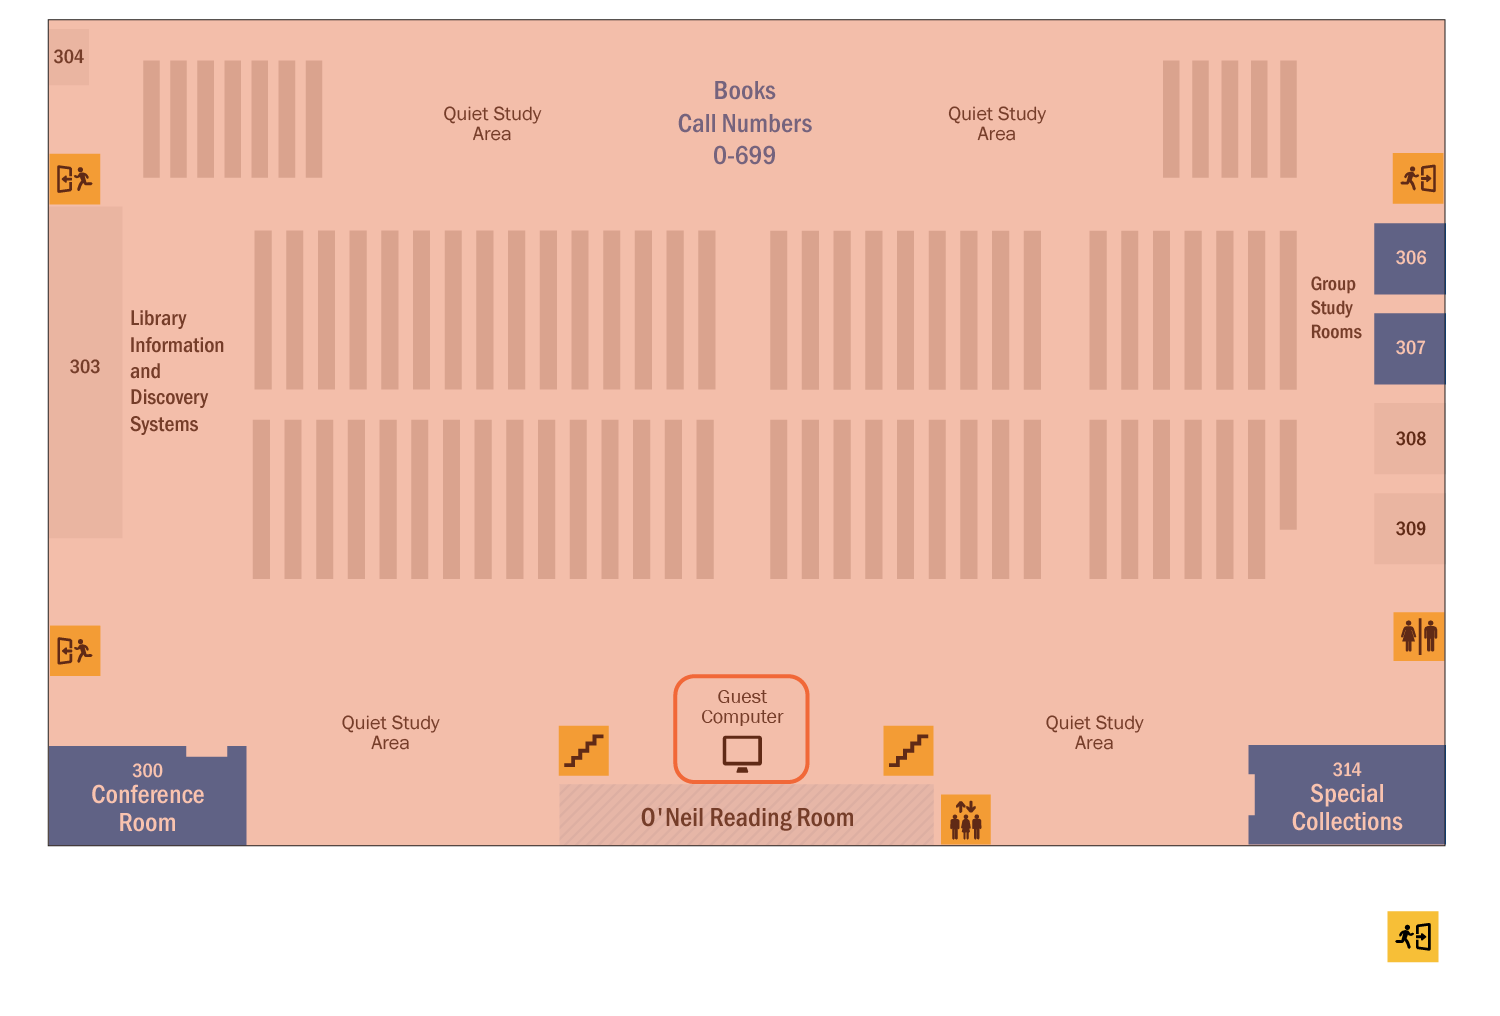 304
Books
Call Numbers
0-699
Quiet Study
Area
Quiet Study
Area
306
Group
Study
Rooms
307
Library
Information
and
Discovery
Systems
303
308
309
Guest
Computer
Quiet Study
Area
Quiet Study
Area
300
Conference
Room
O'Neil Reading Room
314
Special
Collections